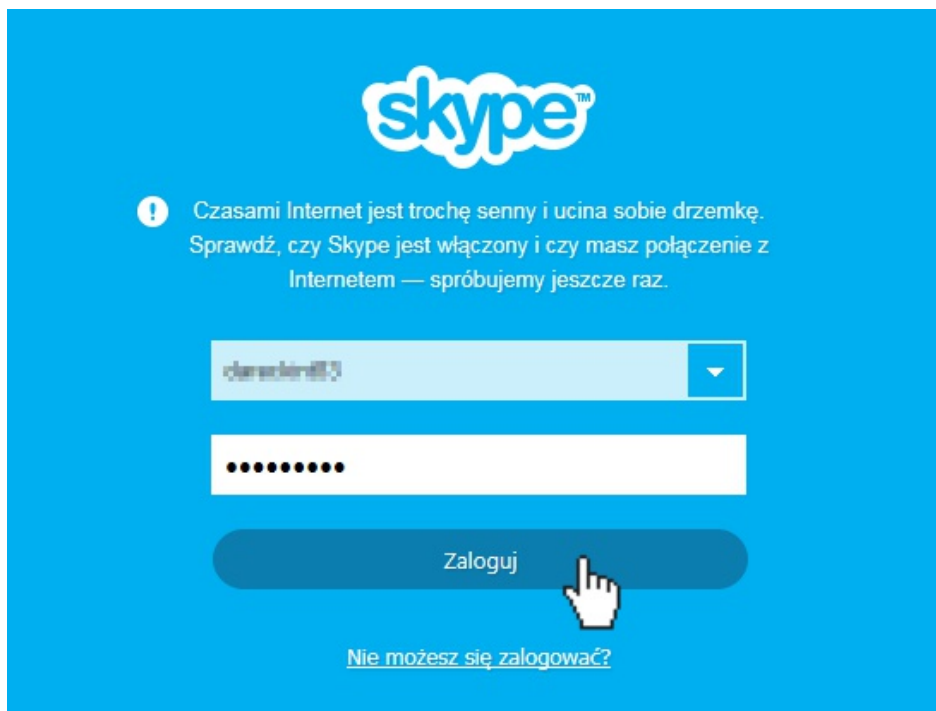 skype™
Czasami Internet jest trochę senny i ucina sobie drzemkę.
Sprawdź, czy Skype jest włączony i czy masz połączenie z
Internetem — spróbujemy jeszcze raz.
•••••••••
Zaloguj
Nie możesz się zalogować?